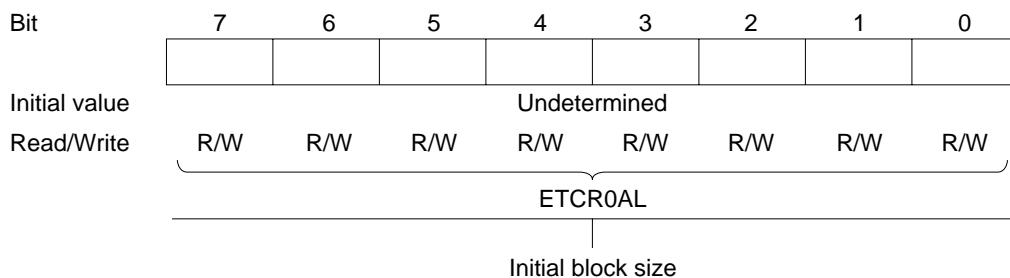 Bit 7 6 5 4 3 2 1 0
Initial value Undetermined
Read/Write R/W R/W R/W R/W R/W R/W R/W R/W
ETCR0AL
Initial block size